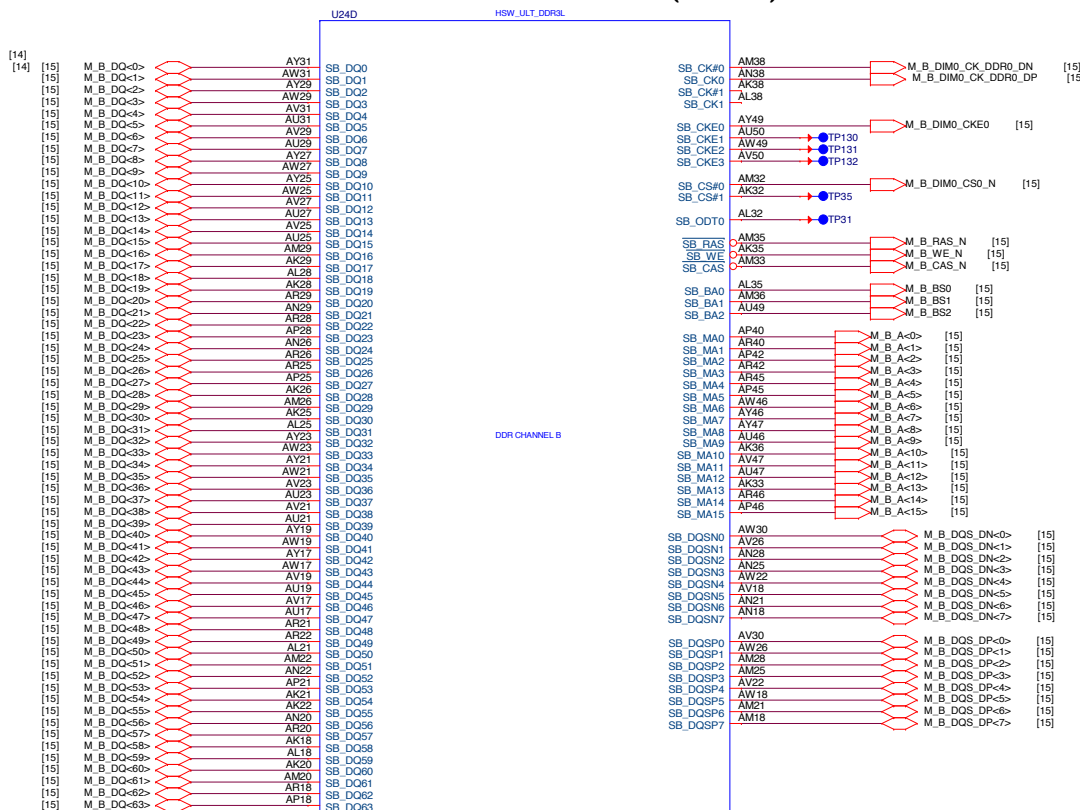 U24D
HSW_ULT_DDR3L
[14]
[14] [15] M_B_DQ<0> AY31 SB_DQ0
[15] M_B_DQ<1> AW31 SB_DQ1
[15] M_B_DQ<2> AY29 SB_DQ2
[15] M_B_DQ<3> AW29 SB_DQ3
[15] M_B_DQ<4> AV31 SB_DQ4
[15] M_B_DQ<5> AU31 SB_DQ5
[15] M_B_DQ<6> AV29 SB_DQ6
[15] M_B_DQ<7> AU29 SB_DQ7
[15] M_B_DQ<8> AY27 SB_DQ8
[15] M_B_DQ<9> AW27 SB_DQ9
[15] M_B_DQ<10> AY25 SB_DQ10
[15] M_B_DQ<11> AW25 SB_DQ11
[15] M_B_DQ<12> AV27 SB_DQ12
[15] M_B_DQ<13> AU27 SB_DQ13
[15] M_B_DQ<14> AV25 SB_DQ14
[15] M_B_DQ<15> AU25 SB_DQ15
[15] M_B_DQ<16> AM29 SB_DQ16
[15] M_B_DQ<17> AK29 SB_DQ17
[15] M_B_DQ<18> AL28 SB_DQ18
[15] M_B_DQ<19> AK28 SB_DQ19
[15] M_B_DQ<20> AR29 SB_DQ20
[15] M_B_DQ<21> AN29 SB_DQ21
[15] M_B_DQ<22> AR28 SB_DQ22
[15] M_B_DQ<23> AP28 SB_DQ23
[15] M_B_DQ<24> AN26 SB_DQ24
[15] M_B_DQ<25> AR26 SB_DQ25
[15] M_B_DQ<26> AR25 SB_DQ26
[15] M_B_DQ<27> AP25 SB_DQ27
[15] M_B_DQ<28> AK26 SB_DQ28
[15] M_B_DQ<29> AM26 SB_DQ29
[15] M_B_DQ<30> AK25 SB_DQ30
[15] M_B_DQ<31> AL25 SB_DQ31
[15] M_B_DQ<32> AY23 SB_DQ32
[15] M_B_DQ<33> AW23 SB_DQ33
[15] M_B_DQ<34> AY21 SB_DQ34
[15] M_B_DQ<35> AW21 SB_DQ35
[15] M_B_DQ<36> AV23 SB_DQ36
[15] M_B_DQ<37> AU23 SB_DQ37
[15] M_B_DQ<38> AV21 SB_DQ38
[15] M_B_DQ<39> AU21 SB_DQ39
[15] M_B_DQ<40> AY19 SB_DQ40
[15] M_B_DQ<41> AW19 SB_DQ41
[15] M_B_DQ<42> AY17 SB_DQ42
[15] M_B_DQ<43> AW17 SB_DQ43
[15] M_B_DQ<44> AV19 SB_DQ44
[15] M_B_DQ<45> AU19 SB_DQ45
[15] M_B_DQ<46> AV17 SB_DQ46
[15] M_B_DQ<47> AU17 SB_DQ47
[15] M_B_DQ<48> AR21 SB_DQ48
[15] M_B_DQ<49> AR22 SB_DQ49
[15] M_B_DQ<50> AL21 SB_DQ50
[15] M_B_DQ<51> AM22 SB_DQ51
[15] M_B_DQ<52> AN22 SB_DQ52
[15] M_B_DQ<53> AP21 SB_DQ53
[15] M_B_DQ<54> AK21 SB_DQ54
[15] M_B_DQ<55> AK22 SB_DQ55
[15] M_B_DQ<56> AN20 SB_DQ56
[15] M_B_DQ<57> AR20 SB_DQ57
[15] M_B_DQ<58> AK18 SB_DQ58
[15] M_B_DQ<59> AL18 SB_DQ59
[15] M_B_DQ<60> AK20 SB_DQ60
[15] M_B_DQ<61> AM20 SB_DQ61
[15] M_B_DQ<62> AR18 SB_DQ62
[15] M_B_DQ<63> AP18 SB_DQ63
DDR CHANNEL B
SB_CK#0 AM38 M_B_DIM0_CK_DDR0_DN [15]
SB_CK0 AN38 M_B_DIM0_CK_DDR0_DP [15
SB_CK#1 AK38
SB_CK1 AL38
SB_CKE0 AY49 M_B_DIM0_CKE0 [15]
SB_CKE1 AU50 TP130
SB_CKE2 AW49 TP131
SB_CKE3 AV50 TP132
SB_CS#0 AM32 M_B_DIM0_CS0_N [15]
SB_CS#1 AK32 TP35
SB_ODT0 AL32 TP31
SB_RAS AM35 M_B_RAS_N [15]
SB_WE AK35 M_B_WE_N [15]
SB_CAS AM33 M_B_CAS_N [15]
SB_BA0 AL35 M_B_BS0 [15]
SB_BA1 AM36 M_B_BS1 [15]
SB_BA2 AU49 M_B_BS2 [15]
SB_MA0 AP40 M_B_A<0> [15]
SB_MA1 AR40 M_B_A<1> [15]
SB_MA2 AP42 M_B_A<2> [15]
SB_MA3 AR42 M_B_A<3> [15]
SB_MA4 AR45 M_B_A<4> [15]
SB_MA5 AP45 M_B_A<5> [15]
SB_MA6 AW46 M_B_A<6> [15]
SB_MA7 AY46 M_B_A<7> [15]
SB_MA8 AY47 M_B_A<8> [15]
SB_MA9 AU46 M_B_A<9> [15]
SB_MA10 AK36 M_B_A<10> [15]
SB_MA11 AV47 M_B_A<11> [15]
SB_MA12 AU47 M_B_A<12> [15]
SB_MA13 AK33 M_B_A<13> [15]
SB_MA14 AR46 M_B_A<14> [15]
SB_MA15 AP46 M_B_A<15> [15]
SB_DQSN0 AW30 M_B_DQS_DN<0> [15]
SB_DQSN1 AV26 M_B_DQS_DN<1> [15]
SB_DQSN2 AN28 M_B_DQS_DN<2> [15]
SB_DQSN3 AN25 M_B_DQS_DN<3> [15]
SB_DQSN4 AW22 M_B_DQS_DN<4> [15]
SB_DQSN5 AV18 M_B_DQS_DN<5> [15]
SB_DQSN6 AN21 M_B_DQS_DN<6> [15]
SB_DQSN7 AN18 M_B_DQS_DN<7> [15]
SB_DQSP0 AV30 M_B_DQS_DP<0> [15]
SB_DQSP1 AW26 M_B_DQS_DP<1> [15]
SB_DQSP2 AM28 M_B_DQS_DP<2> [15]
SB_DQSP3 AM25 M_B_DQS_DP<3> [15]
SB_DQSP4 AV22 M_B_DQS_DP<4> [15]
SB_DQSP5 AW18 M_B_DQS_DP<5> [15]
SB_DQSP6 AM21 M_B_DQS_DP<6> [15]
SB_DQSP7 AM18 M_B_DQS_DP<7> [15]